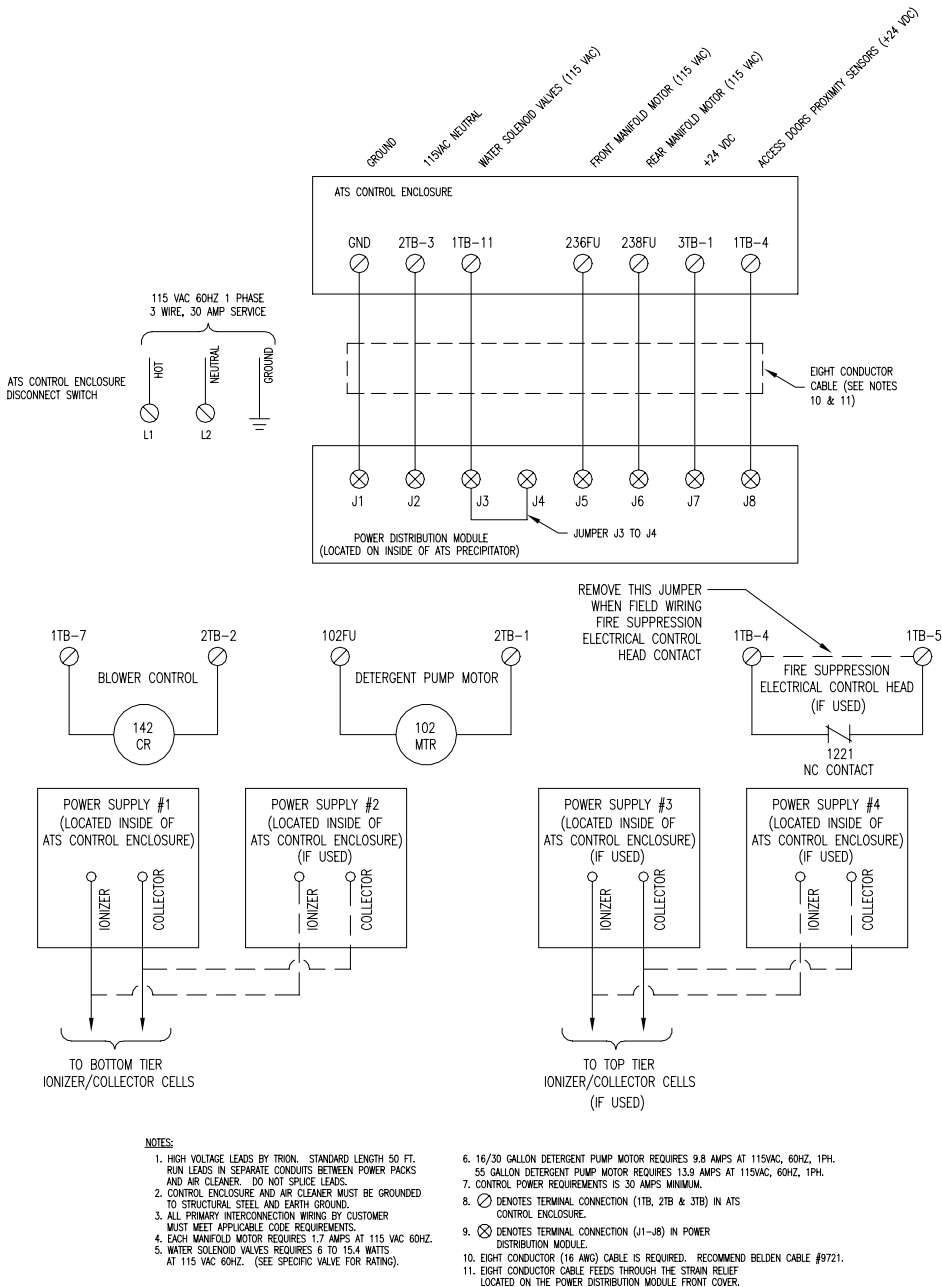 GROUND
115VAC NEUTRAL
WATER SOLENOID VALVES (115 VAC)
FRONT MANIFOLD MOTOR (115 VAC)
REAR MANIFOLD MOTOR (115 VAC)
+24 VDC
ACCESS DOORS PROXIMITY SENSORS (+24 VDC)
ATS CONTROL ENCLOSURE
GND 2TB-3 1TB-11 236FU 238FU 3TB-1 1TB-4
115 VAC 60HZ 1 PHASE
3 WIRE, 30 AMP SERVICE
HOT
NEUTRAL
GROUND
ATS CONTROL ENCLOSURE
DISCONNECT SWITCH
L1 L2
EIGHT CONDUCTOR
CABLE (SEE NOTES
10 & 11)
J1 J2 J3 J4 J5 J6 J7 J8
JUMPER J3 TO J4
POWER DISTRIBUTION MODULE
(LOCATED ON INSIDE OF ATS PRECIPITATOR)
REMOVE THIS JUMPER
WHEN FIELD WIRING
FIRE SUPPRESSION
ELECTRICAL CONTROL
HEAD CONTACT
1TB-7 2TB-2
BLOWER CONTROL
142
CR
102FU 2TB-1
DETERGENT PUMP MOTOR
102
MTR
1TB-4 1TB-5
FIRE SUPPRESSION
ELECTRICAL CONTROL HEAD
(IF USED)
1221
NC CONTACT
POWER SUPPLY #1
(LOCATED INSIDE OF
ATS CONTROL ENCLOSURE)
IONIZER
COLLECTOR
POWER SUPPLY #2
(LOCATED INSIDE OF
ATS CONTROL ENCLOSURE)
(IF USED)
IONIZER
COLLECTOR
POWER SUPPLY #3
(LOCATED INSIDE OF
ATS CONTROL ENCLOSURE)
(IF USED)
IONIZER
COLLECTOR
POWER SUPPLY #4
(LOCATED INSIDE OF
ATS CONTROL ENCLOSURE)
(IF USED)
IONIZER
COLLECTOR
TO BOTTOM TIER
IONIZER/COLLECTOR CELLS
TO TOP TIER
IONIZER/COLLECTOR CELLS
(IF USED)
NOTES:
1. HIGH VOLTAGE LEADS BY TRION. STANDARD LENGTH 50 FT.
RUN LEADS IN SEPARATE CONDUITS BETWEEN POWER PACKS
AND AIR CLEANER. DO NOT SPLICE LEADS.
2. CONTROL ENCLOSURE AND AIR CLEANER MUST BE GROUNDED
TO STRUCTURAL STEEL AND EARTH GROUND.
3. ALL PRIMARY INTERCONNECTION WIRING BY CUSTOMER
MUST MEET APPLICABLE CODE REQUIREMENTS.
4. EACH MANIFOLD MOTOR REQUIRES 1.7 AMPS AT 115 VAC 60HZ.
5. WATER SOLENOID VALVES REQUIRES 6 TO 15.4 WATTS
AT 115 VAC 60HZ. (SEE SPECIFIC VALVE FOR RATING).
6. 16/30 GALLON DETERGENT PUMP MOTOR REQUIRES 9.8 AMPS AT 115VAC, 60HZ, 1PH.
55 GALLON DETERGENT PUMP MOTOR REQUIRES 13.9 AMPS AT 115VAC, 60HZ, 1PH.
7. CONTROL POWER REQUIREMENTS IS 30 AMPS MINIMUM.
8. DENOTES TERMINAL CONNECTION (1TB, 2TB & 3TB) IN ATS
CONTROL ENCLOSURE.
9. DENOTES TERMINAL CONNECTION (J1-J8) IN POWER
DISTRIBUTION MODULE.
10. EIGHT CONDUCTOR (16 AWG) CABLE IS REQUIRED. RECOMMEND BELDEN CABLE #9721.
11. EIGHT CONDUCTOR CABLE FEEDS THROUGH THE STRAIN RELIEF
LOCATED ON THE POWER DISTRIBUTION MODULE FRONT COVER.